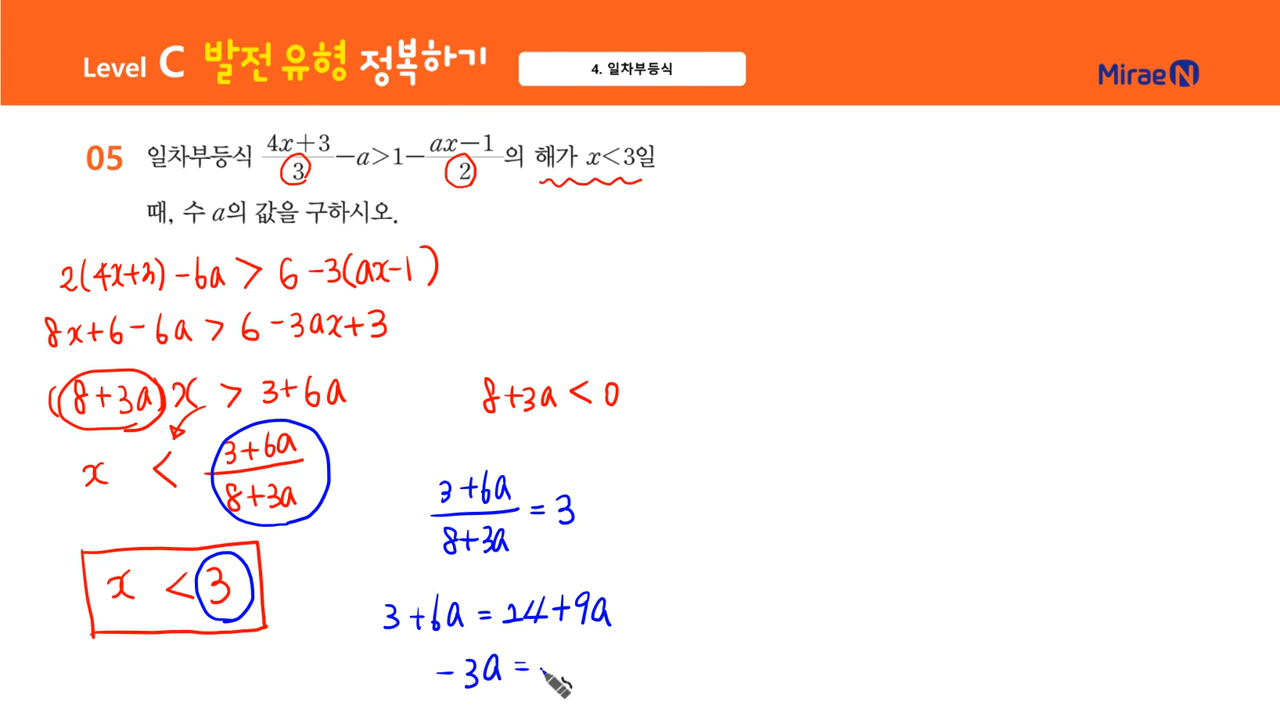 Level C 발전 유형 정복하기
4. 일차부등식
Mirae N
05 일차부등식 (4x+3)/3 −a>1− (ax−1)/2 의 해가 x<3일
때, 수 a의 값을 구하시오.
2(4x+3) −6a > 6 −3(ax−1)
8x+6−6a > 6−3ax+3
(8+3a)x > 3+6a
8+3a < 0
x < (3+6a)/(8+3a)
(3+6a)/(8+3a) = 3
x < 3
3+6a = 24+9a
−3a =